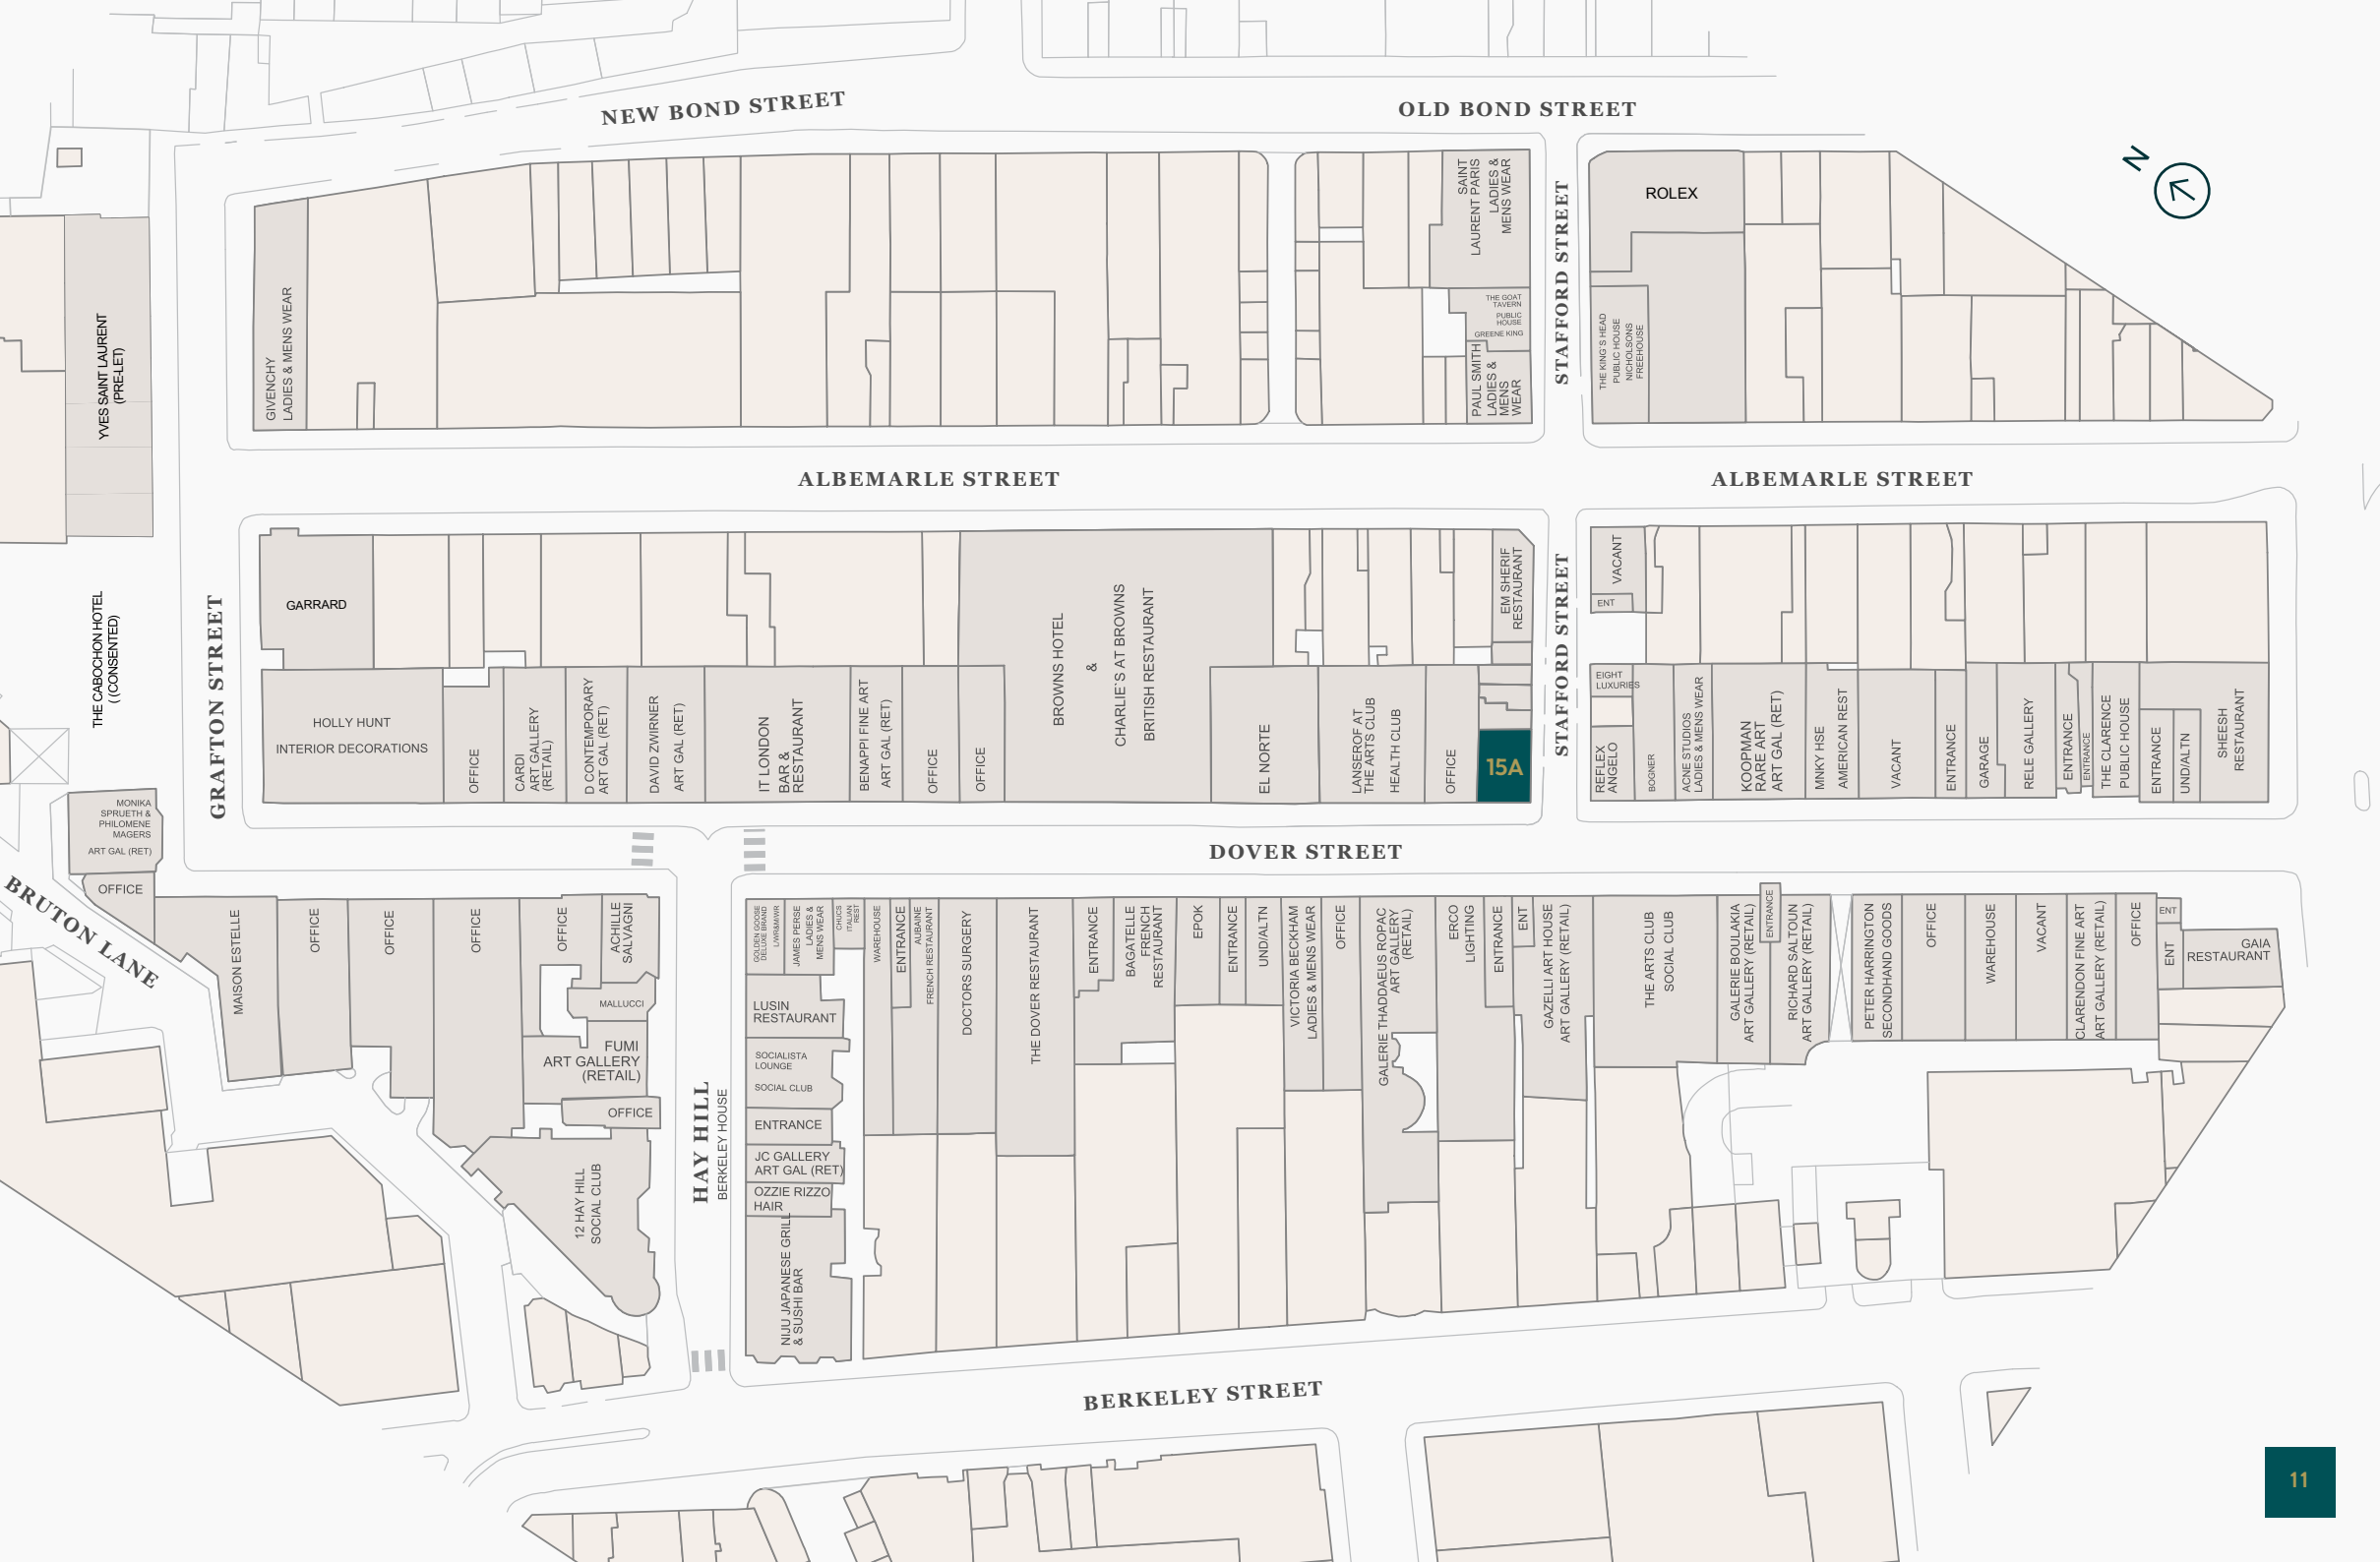 NEW BOND STREET
OLD BOND STREET
N
YVES SAINT LAURENT
(PRE-LET)
GIVENCHY
LADIES & MENS WEAR
SAINT
LAURENT PARIS
LADIES &
MENS WEAR
THE GOAT
TAVERN
PUBLIC
HOUSE
GREENE KING
PAUL SMITH
LADIES &
MENS
WEAR
STAFFORD STREET
ROLEX
THE KING'S HEAD
PUBLIC HOUSE
NICHOLSONS
FREEHOUSE
ALBEMARLE STREET
ALBEMARLE STREET
THE CABOCHON HOTEL
( (CONSENTED)
GRAFTON STREET
GARRARD
HOLLY HUNT
INTERIOR DECORATIONS
OFFICE
CARDI
ART GALLERY
(RETAIL)
D CONTEMPORARY
ART GAL (RET)
DAVID ZWIRNER
ART GAL (RET)
IT LONDON
BAR &
RESTAURANT
BENAPPI FINE ART
ART GAL (RET)
OFFICE
OFFICE
BROWNS HOTEL
&
CHARLIE'S AT BROWNS
BRITISH RESTAURANT
EL NORTE
LANSEROF AT
THE ARTS CLUB
HEALTH CLUB
OFFICE
EM SHERIF
RESTAURANT
15A
STAFFORD STREET
VACANT
ENT
EIGHT
LUXURIES
REFLEX
ANGELO
BOGNER
ACNE STUDIOS
LADIES & MENS WEAR
KOOPMAN
RARE ART
ART GAL (RET)
MNKY HSE
AMERICAN REST
VACANT
ENTRANCE
GARAGE
RELE GALLERY
ENTRANCE
ENTRANCE
THE CLARENCE
PUBLIC HOUSE
ENTRANCE
UND/ALTN
SHEESH
RESTAURANT
DOVER STREET
MONIKA
SPRUETH &
PHILOMENE
MAGERS
ART GAL (RET)
OFFICE
BRUTON LANE
MAISON ESTELLE
OFFICE
OFFICE
OFFICE
OFFICE
ACHILLE
SALVAGNI
MALLUCCI
FUMI
ART GALLERY
(RETAIL)
OFFICE
12 HAY HILL
SOCIAL CLUB
HAY HILL
BERKELEY HOUSE
GOLDEN GOOSE
DELUXE BRAND
L/WR&M/WR
JAMES PERSE
LADIES &
MENS WEAR
CHUCS
ITALIAN
REST
LUSIN
RESTAURANT
SOCIALISTA
LOUNGE
SOCIAL CLUB
ENTRANCE
JC GALLERY
ART GAL (RET)
OZZIE RIZZO
HAIR
NIJU JAPANESE GRILL
& SUSHI BAR
WAREHOUSE
ENTRANCE
AUBAINE
FRENCH RESTAURANT
DOCTORS SURGERY
THE DOVER RESTAURANT
ENTRANCE
BAGATELLE
FRENCH
RESTAURANT
EPOK
ENTRANCE
UND/ALTN
VICTORIA BECKHAM
LADIES & MENS WEAR
OFFICE
GALERIE THADDAEUS ROPAC
ART GALLERY
(RETAIL)
ERCO
LIGHTING
ENTRANCE
ENT
GAZELLI ART HOUSE
ART GALLERY (RETAIL)
THE ARTS CLUB
SOCIAL CLUB
GALERIE BOULAKIA
ART GALLERY (RETAIL)
ENTRANCE
RICHARD SALTOUN
ART GALLERY (RETAIL)
PETER HARRINGTON
SECONDHAND GOODS
OFFICE
WAREHOUSE
VACANT
CLARENDON FINE ART
ART GALLERY (RETAIL)
OFFICE
ENT
ENT
GAIA
RESTAURANT
BERKELEY STREET
11